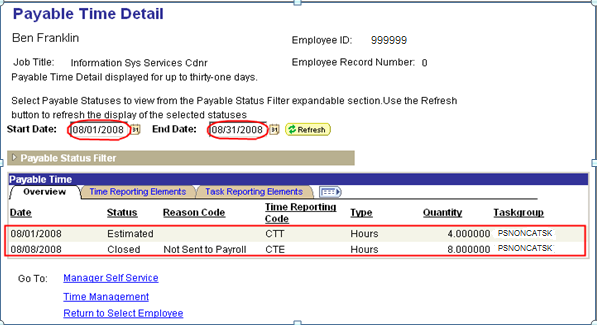 Payable Time Detail
Ben Franklin
Employee ID: 999999
Job Title: Information Sys Services Cdnr
Employee Record Number: 0
Payable Time Detail displayed for up to thirty-one days.
Select Payable Statuses to view from the Payable Status Filter expandable section.Use the Refresh
button to refresh the display of the selected statuses
Start Date: 08/01/2008 End Date: 08/31/2008 Refresh
Payable Status Filter
Payable Time
Overview Time Reporting Elements Task Reporting Elements
Date Status Reason Code Time Reporting Code Type Quantity Taskgroup
08/01/2008 Estimated CTT Hours 4.000000 PSNONCATSK
08/08/2008 Closed Not Sent to Payroll CTE Hours 8.000000 PSNONCATSK
Go To: Manager Self Service
Time Management
Return to Select Employee